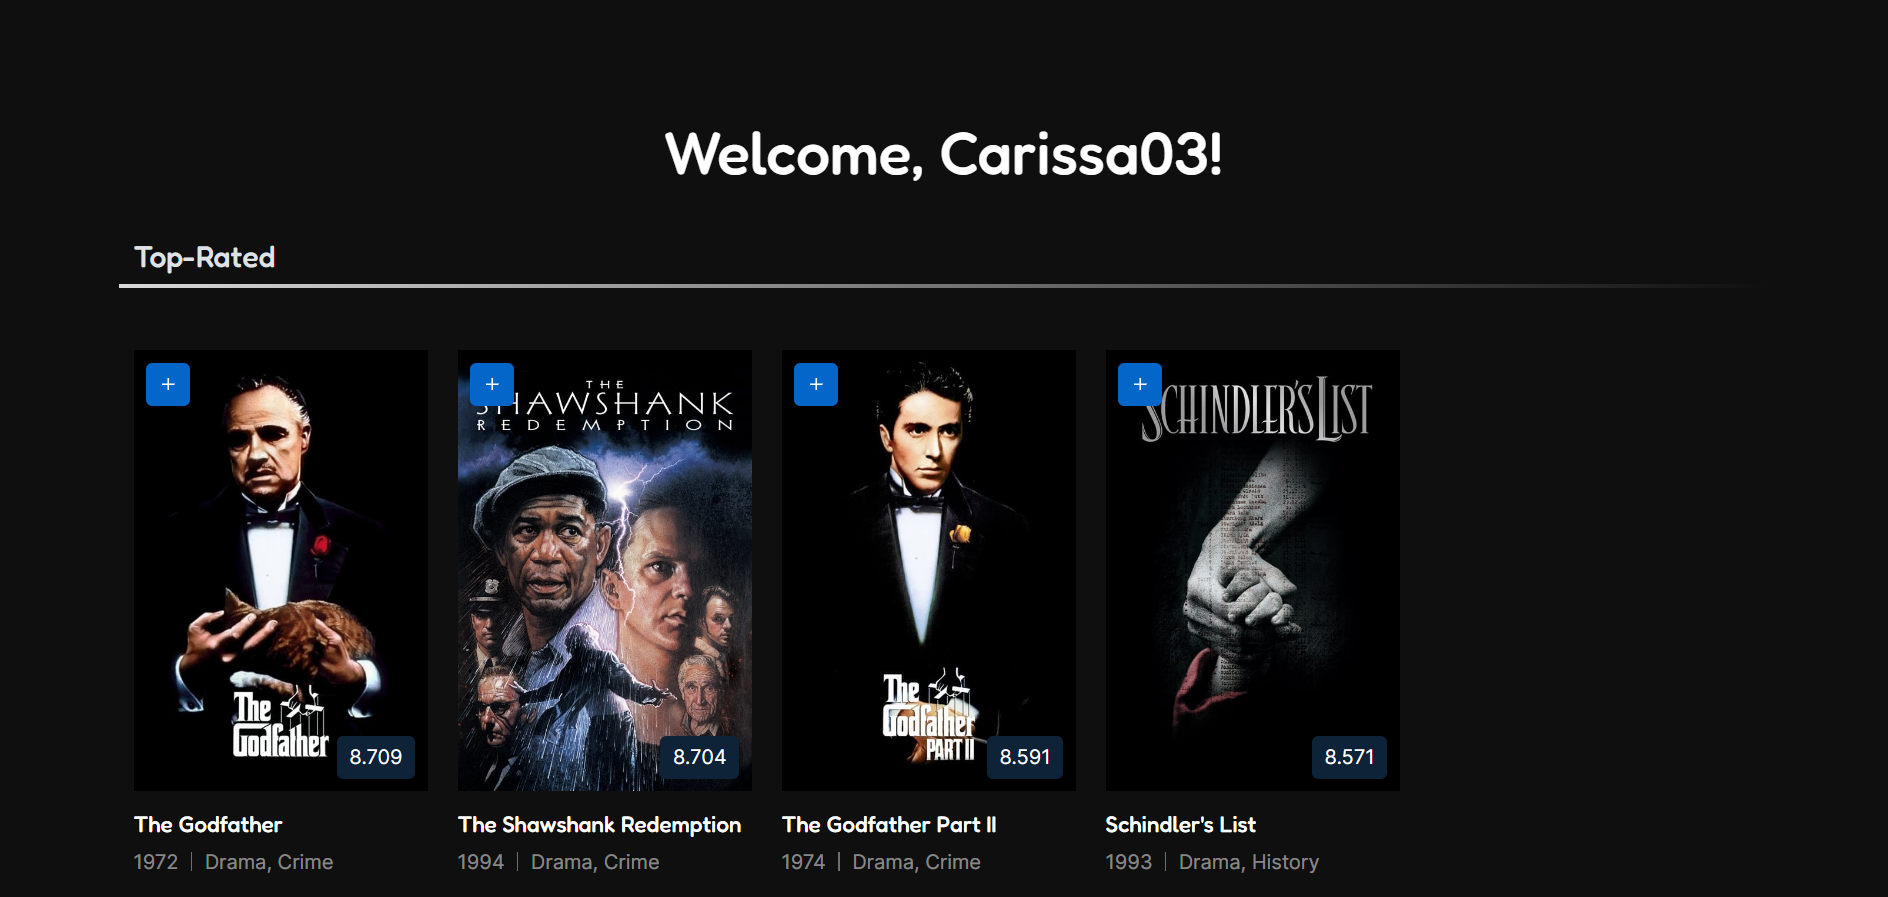 Welcome, Carissa03!
Top-Rated
+
The
Godfather
8.709
The Godfather
1972 | Drama, Crime
+
THE
SHAWSHANK
REDEMPTION
8.704
The Shawshank Redemption
1994 | Drama, Crime
+
The
Godfather
PART II
8.591
The Godfather Part II
1974 | Drama, Crime
+
SCHINDLER'S LIST
8.571
Schindler's List
1993 | Drama, History